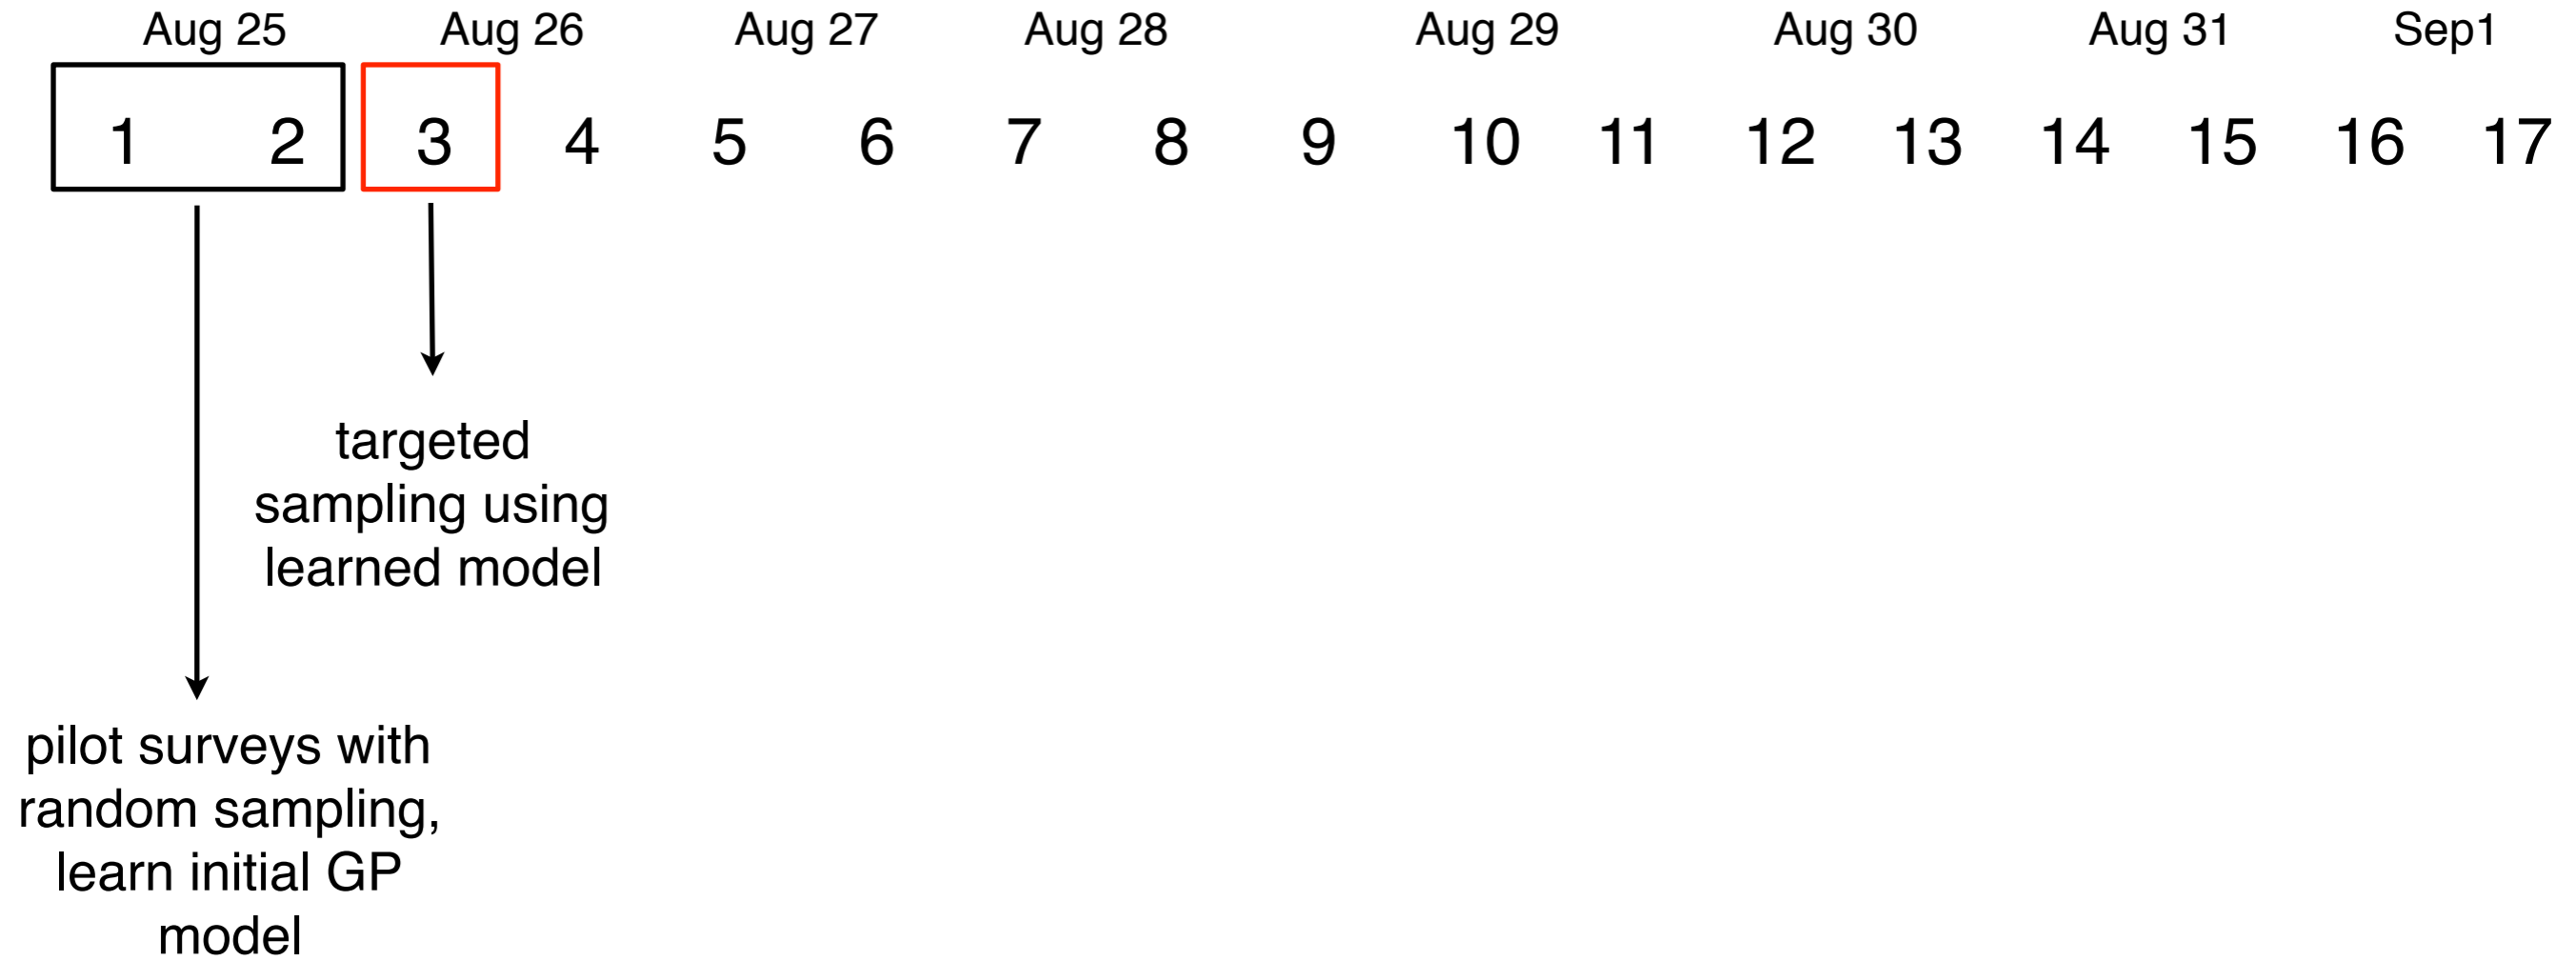 Aug 25 Aug 26 Aug 27 Aug 28 Aug 29 Aug 30 Aug 31 Sep1
1 2 3 4 5 6 7 8 9 10 11 12 13 14 15 16 17
targeted
sampling using
learned model
pilot surveys with
random sampling,
learn initial GP
model